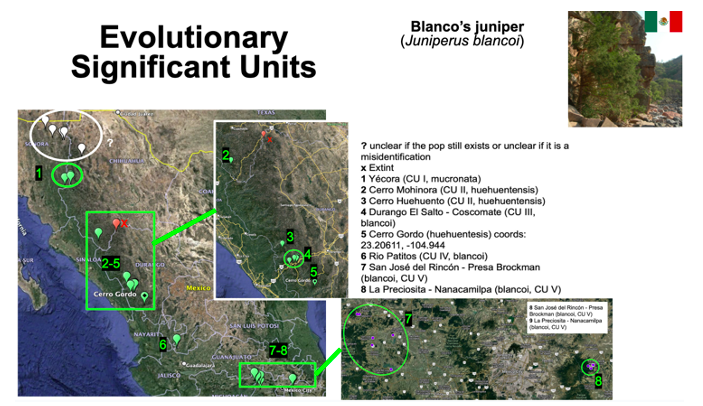 Evolutionary
Significant Units
Blanco's juniper
(Juniperus blancoi)
? unclear if the pop still exists or unclear if it is a
misidentification
x Extint
1 Yécora (CU I, mucronata)
2 Cerro Mohinora (CU II, huehuentensis)
3 Cerro Huehuento (CU II, huehuentensis)
4 Durango El Salto - Coscomate (CU III,
blancoi)
5 Cerro Gordo (huehuentesis) coords:
23.20611, -104.944
6 Rio Patitos (CU IV, blancoi)
7 San José del Rincón - Presa Brockman
(blancoi, CU V)
8 La Preciosita - Nanacamilpa (blancoi, CU V)
SONORA
CHIHUAHUA
TEXAS
?
1
x
SINALOA
2-5
DURANGO
Cerro Gordo
Mexico
NAYARIT
SAN LUIS POTOSI
6
GUANAJUATO
Guadalajara
JALISCO
7-8
Mexico City
2
x
3
4
5
Cerro Gordo
7
8
8 San José del Rincón - Presa
Brockman (blancoi, CU V)
9 La Preciosita - Nanacamilpa
(blancoi, CU V)